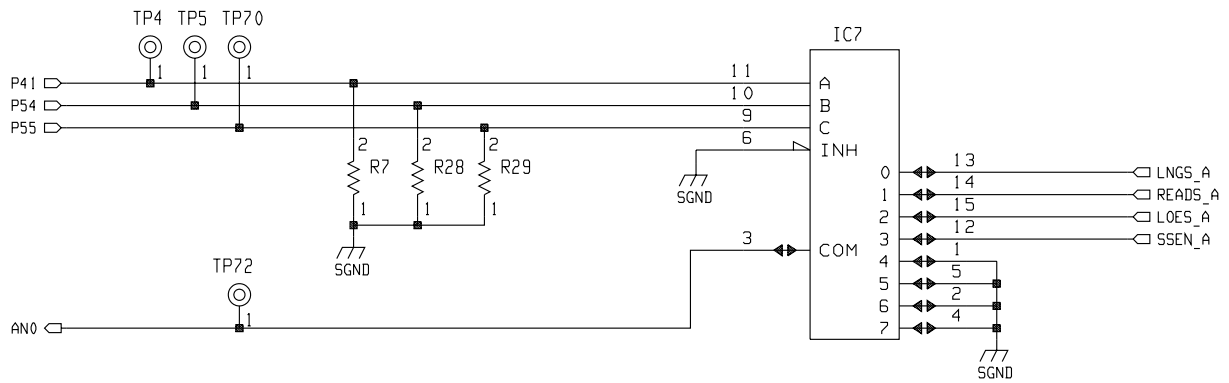 TP4 TP5 TP70
IC7
1 1 1
P41 11 A
P54 10 B
P55 9 C
2 2 2 6 INH
R7 R28 R29
SGND
0 13 LNGS_A
1 14 READS_A
1 1 1
2 15 LOES_A
3 COM 3 12 SSEN_A
4 1
SGND
TP72
5 5
6 2
1
AN0 7 4
SGND